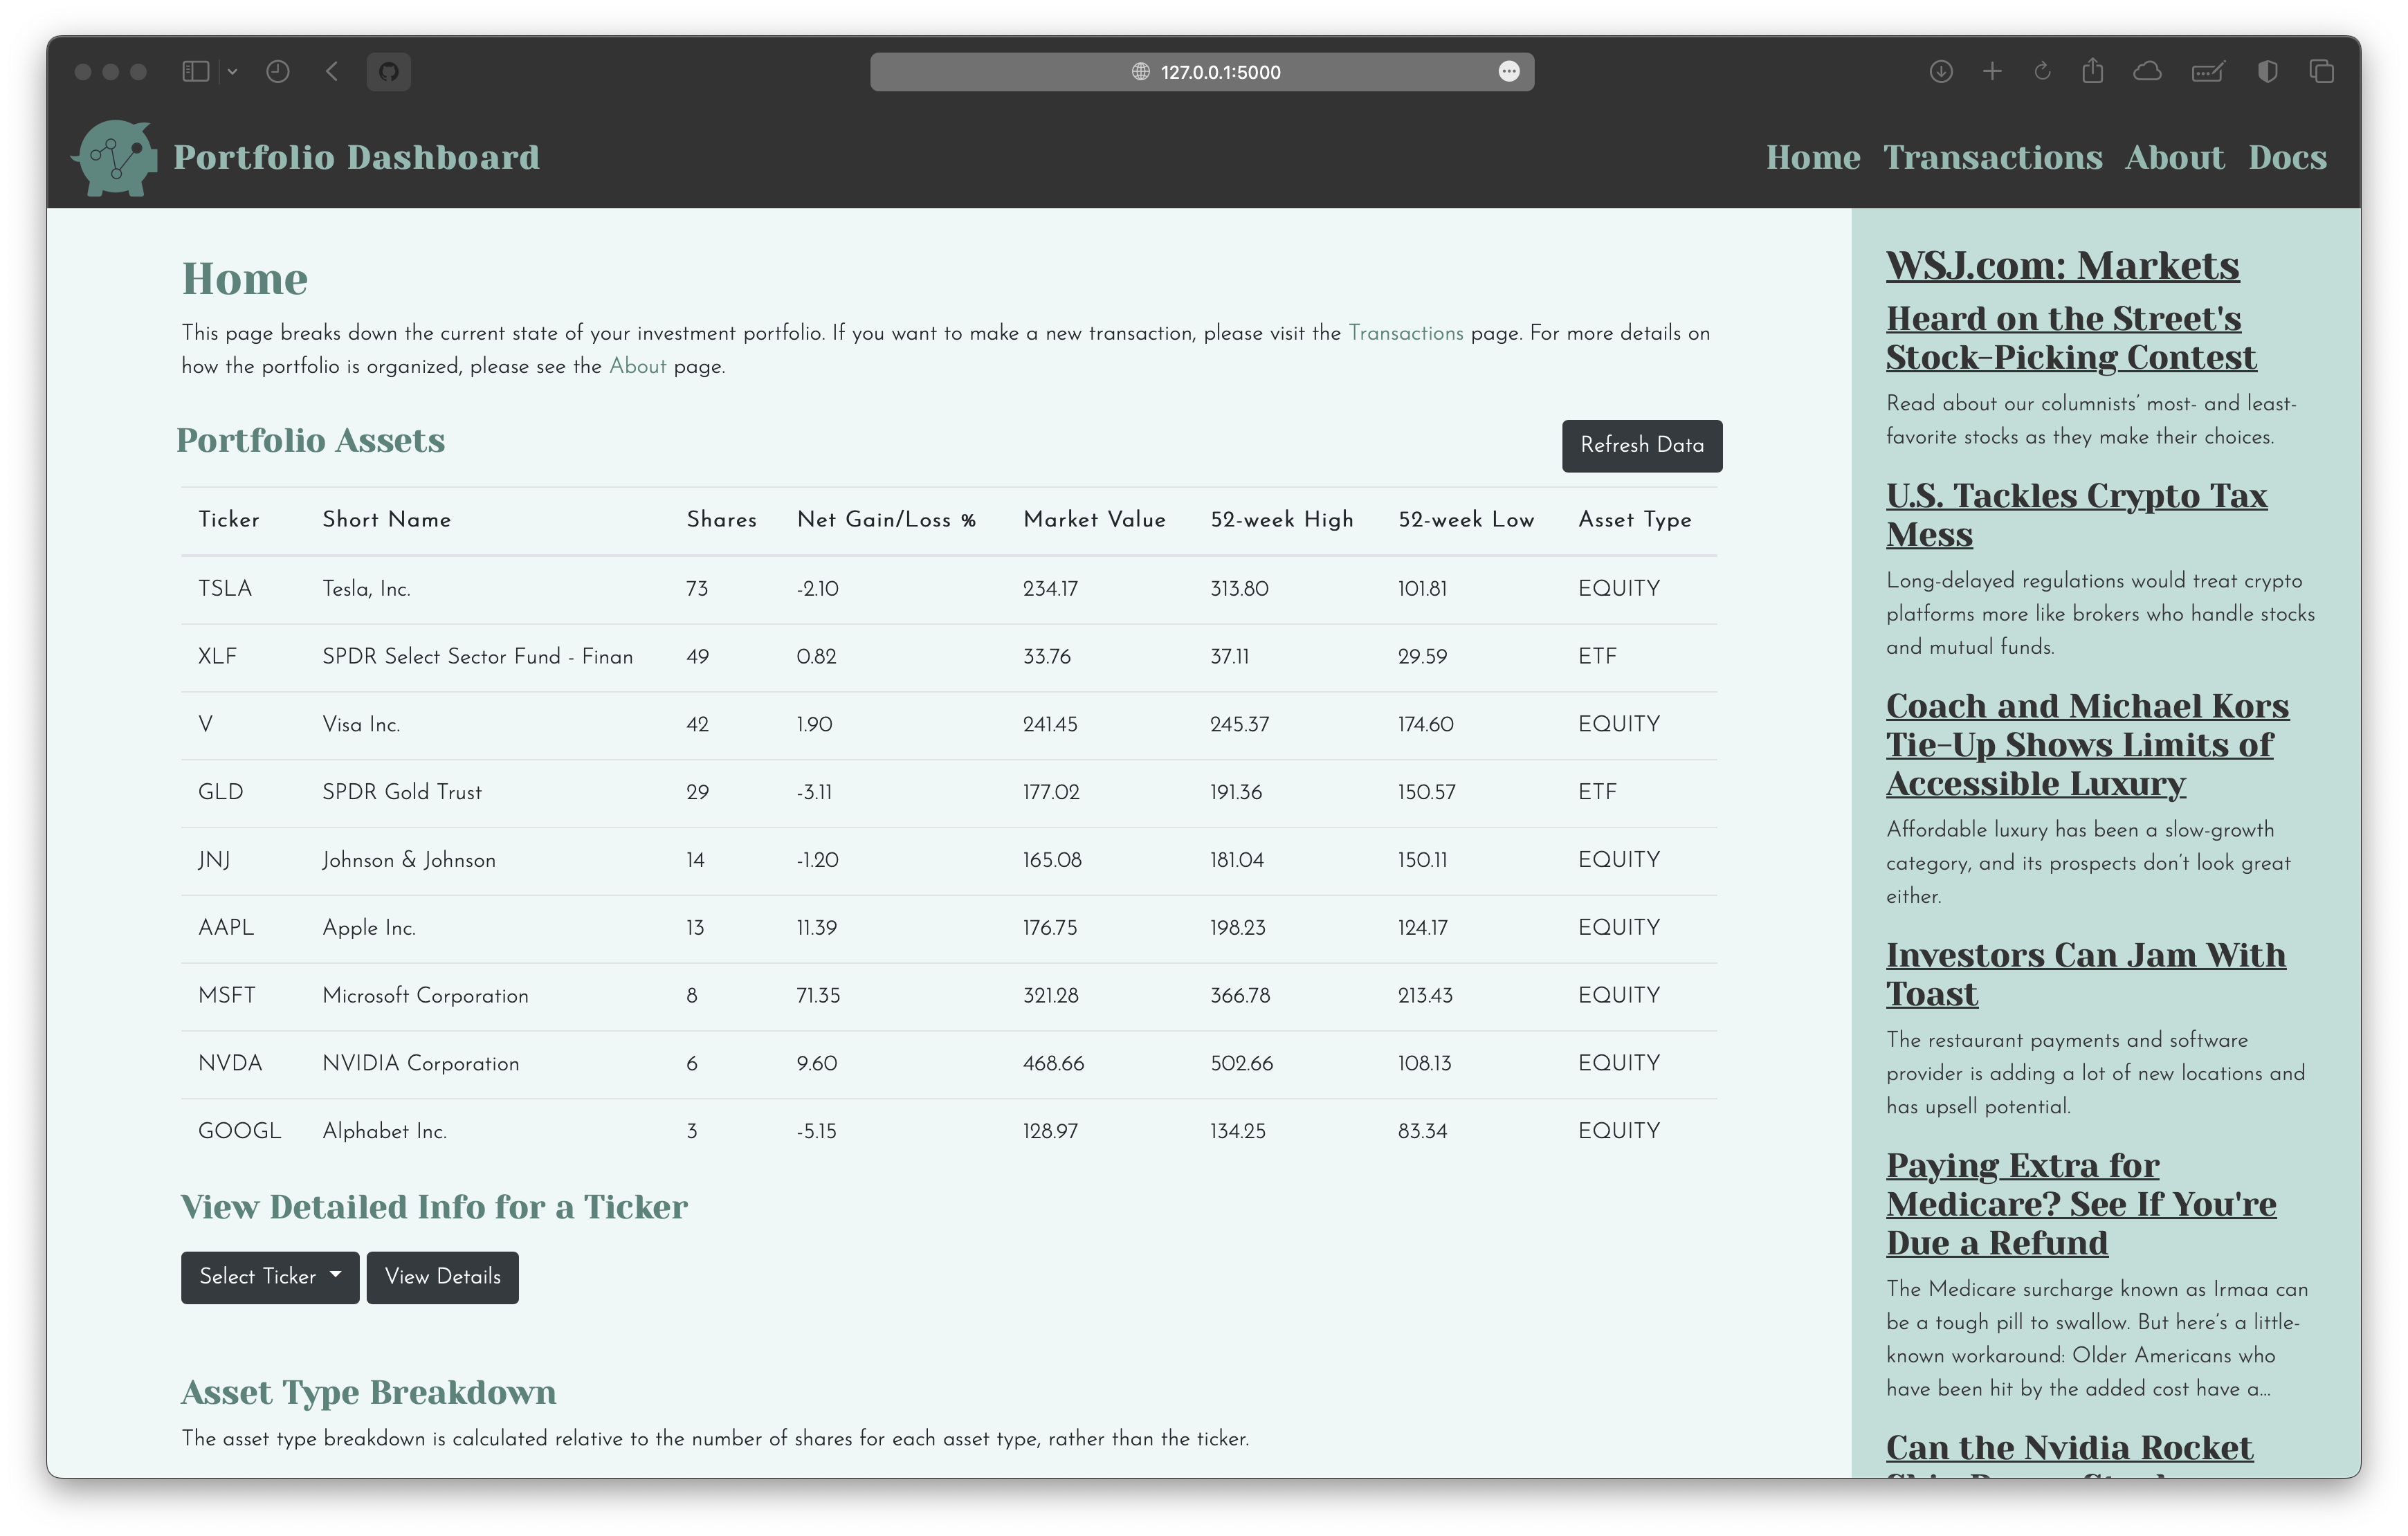 127.0.0.1:5000
Portfolio Dashboard
Home Transactions About Docs
Home
This page breaks down the current state of your investment portfolio. If you want to make a new transaction, please visit the Transactions page. For more details on
how the portfolio is organized, please see the About page.
Portfolio Assets
Refresh Data
Ticker Short Name Shares Net Gain/Loss % Market Value 52-week High 52-week Low Asset Type
TSLA Tesla, Inc. 73 -2.10 234.17 313.80 101.81 EQUITY
XLF SPDR Select Sector Fund - Finan 49 0.82 33.76 37.11 29.59 ETF
V Visa Inc. 42 1.90 241.45 245.37 174.60 EQUITY
GLD SPDR Gold Trust 29 -3.11 177.02 191.36 150.57 ETF
JNJ Johnson & Johnson 14 -1.20 165.08 181.04 150.11 EQUITY
AAPL Apple Inc. 13 11.39 176.75 198.23 124.17 EQUITY
MSFT Microsoft Corporation 8 71.35 321.28 366.78 213.43 EQUITY
NVDA NVIDIA Corporation 6 9.60 468.66 502.66 108.13 EQUITY
GOOGL Alphabet Inc. 3 -5.15 128.97 134.25 83.34 EQUITY
View Detailed Info for a Ticker
Select Ticker View Details
Asset Type Breakdown
The asset type breakdown is calculated relative to the number of shares for each asset type, rather than the ticker.
WSJ.com: Markets
Heard on the Street's
Stock-Picking Contest
Read about our columnists’ most- and least-
favorite stocks as they make their choices.
U.S. Tackles Crypto Tax
Mess
Long-delayed regulations would treat crypto
platforms more like brokers who handle stocks
and mutual funds.
Coach and Michael Kors
Tie-Up Shows Limits of
Accessible Luxury
Affordable luxury has been a slow-growth
category, and its prospects don’t look great
either.
Investors Can Jam With
Toast
The restaurant payments and software
provider is adding a lot of new locations and
has upsell potential.
Paying Extra for
Medicare? See If You're
Due a Refund
The Medicare surcharge known as Irmaa can
be a tough pill to swallow. But here’s a little-
known workaround: Older Americans who
have been hit by the added cost have a…
Can the Nvidia Rocket